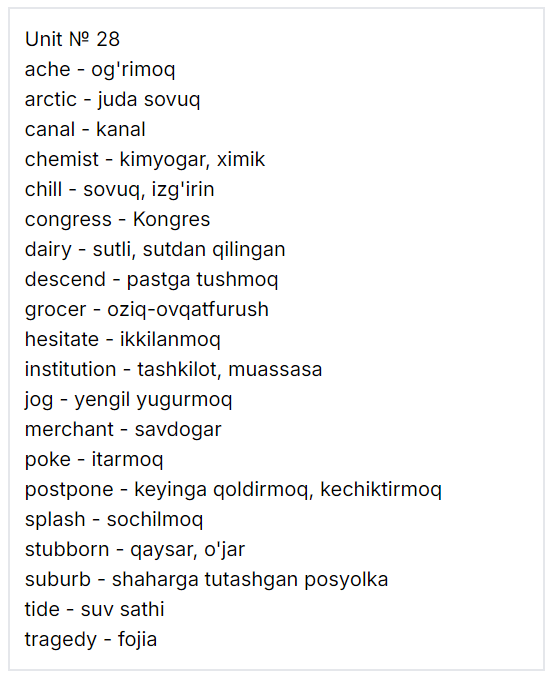 Unit № 28
ache - og'rimoq
arctic - juda sovuq
canal - kanal
chemist - kimyogar, ximik
chill - sovuq, izg'irin
congress - Kongres
dairy - sutli, sutdan qilingan
descend - pastga tushmoq
grocer - oziq-ovqatfurush
hesitate - ikkilanmoq
institution - tashkilot, muassasa
jog - yengil yugurmoq
merchant - savdogar
poke - itarmoq
postpone - keyinga qoldirmoq, kechiktirmoq
splash - sochilmoq
stubborn - qaysar, o'jar
suburb - shaharga tutashgan posyolka
tide - suv sathi
tragedy - fojia